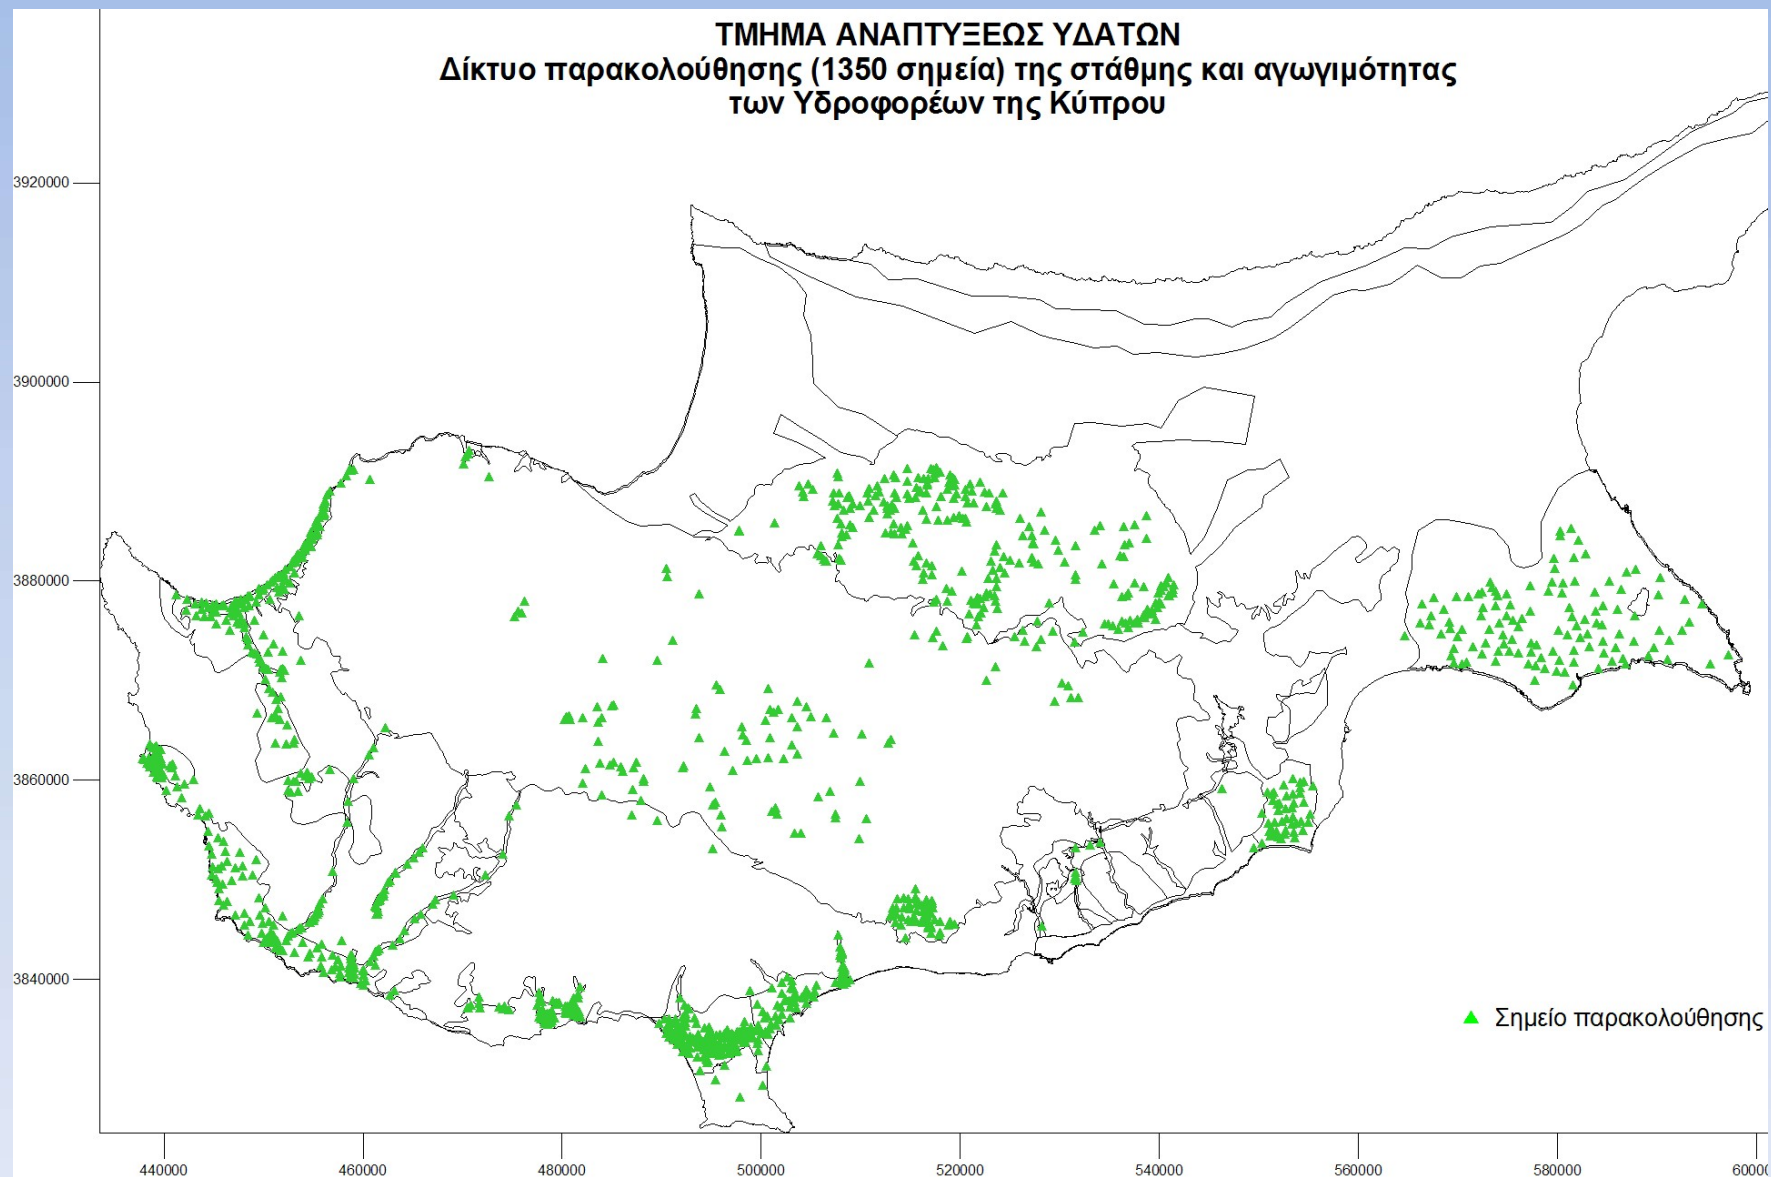 ΤΜΗΜΑ ΑΝΑΠΤΥΞΕΩΣ ΥΔΑΤΩΝ
Δίκτυο παρακολούθησης (1350 σημεία) της στάθμης και αγωγιμότητας
των Υδροφορέων της Κύπρου
3920000
3900000
3880000
3860000
3840000
Σημείο παρακολούθησης
440000 460000 480000 500000 520000 540000 560000 580000 60000